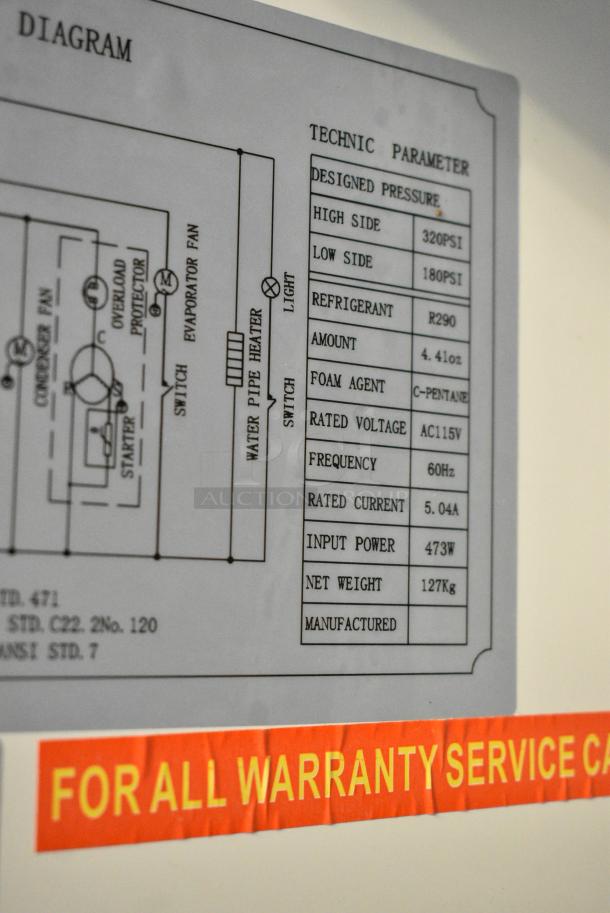 DIAGRAM
TECHNIC PARAMETER
DESIGNED PRESSURE
HIGH SIDE 320PSI
LOW SIDE 180PSI
REFRIGERANT R290
AMOUNT 4.41oz
FOAM AGENT C-PENTANE
RATED VOLTAGE AC115V
FREQUENCY 60Hz
RATED CURRENT 5.04A
INPUT POWER 473W
NET WEIGHT 127Kg
MANUFACTURED
CONDENSER FAN
OVERLOAD
PROTECTOR
C
STARTER
M
EVAPORATOR FAN
SWITCH
WATER PIPE HEATER
LIGHT
SWITCH
AUCTION GROUP
TD. 471
STD. C22. 2No. 120
ANSI STD. 7
FOR ALL WARRANTY SERVICE CA